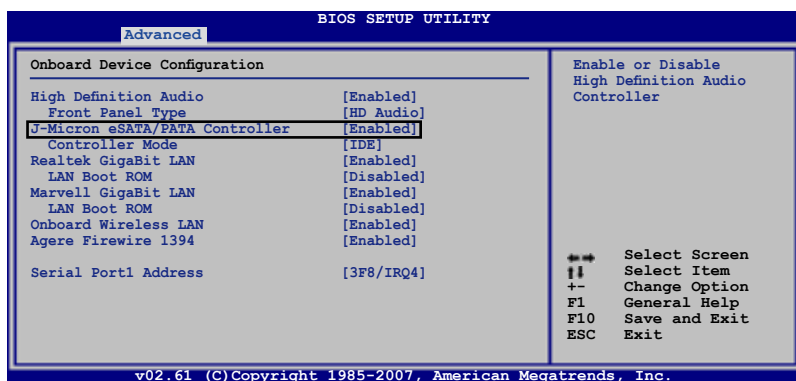 BIOS SETUP UTILITY
Advanced
Onboard Device Configuration
High Definition Audio [Enabled]
Front Panel Type [HD Audio]
J-Micron eSATA/PATA Controller [Enabled]
Controller Mode [IDE]
Realtek GigaBit LAN [Enabled]
LAN Boot ROM [Disabled]
Marvell GigaBit LAN [Enabled]
LAN Boot ROM [Disabled]
Onboard Wireless LAN [Enabled]
Agere Firewire 1394 [Enabled]
Serial Port1 Address [3F8/IRQ4]
Enable or Disable
High Definition Audio
Controller
←→ Select Screen
↑↓ Select Item
+- Change Option
F1 General Help
F10 Save and Exit
ESC Exit
v02.61 (C)Copyright 1985-2007, American Megatrends, Inc.